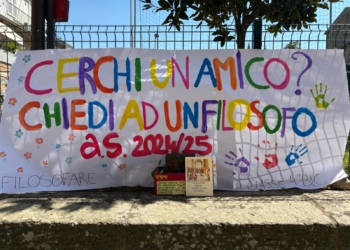 CERCHI UN AMICO?
CHIEDI AD UN FILOSOFO
a.s. 2024/25
FILOSOFARE